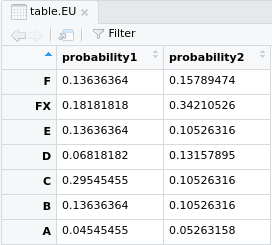 table.EU
Filter
probability1 probability2
F 0.13636364 0.15789474
FX 0.18181818 0.34210526
E 0.13636364 0.10526316
D 0.06818182 0.13157895
C 0.29545455 0.10526316
B 0.13636364 0.10526316
A 0.04545455 0.05263158